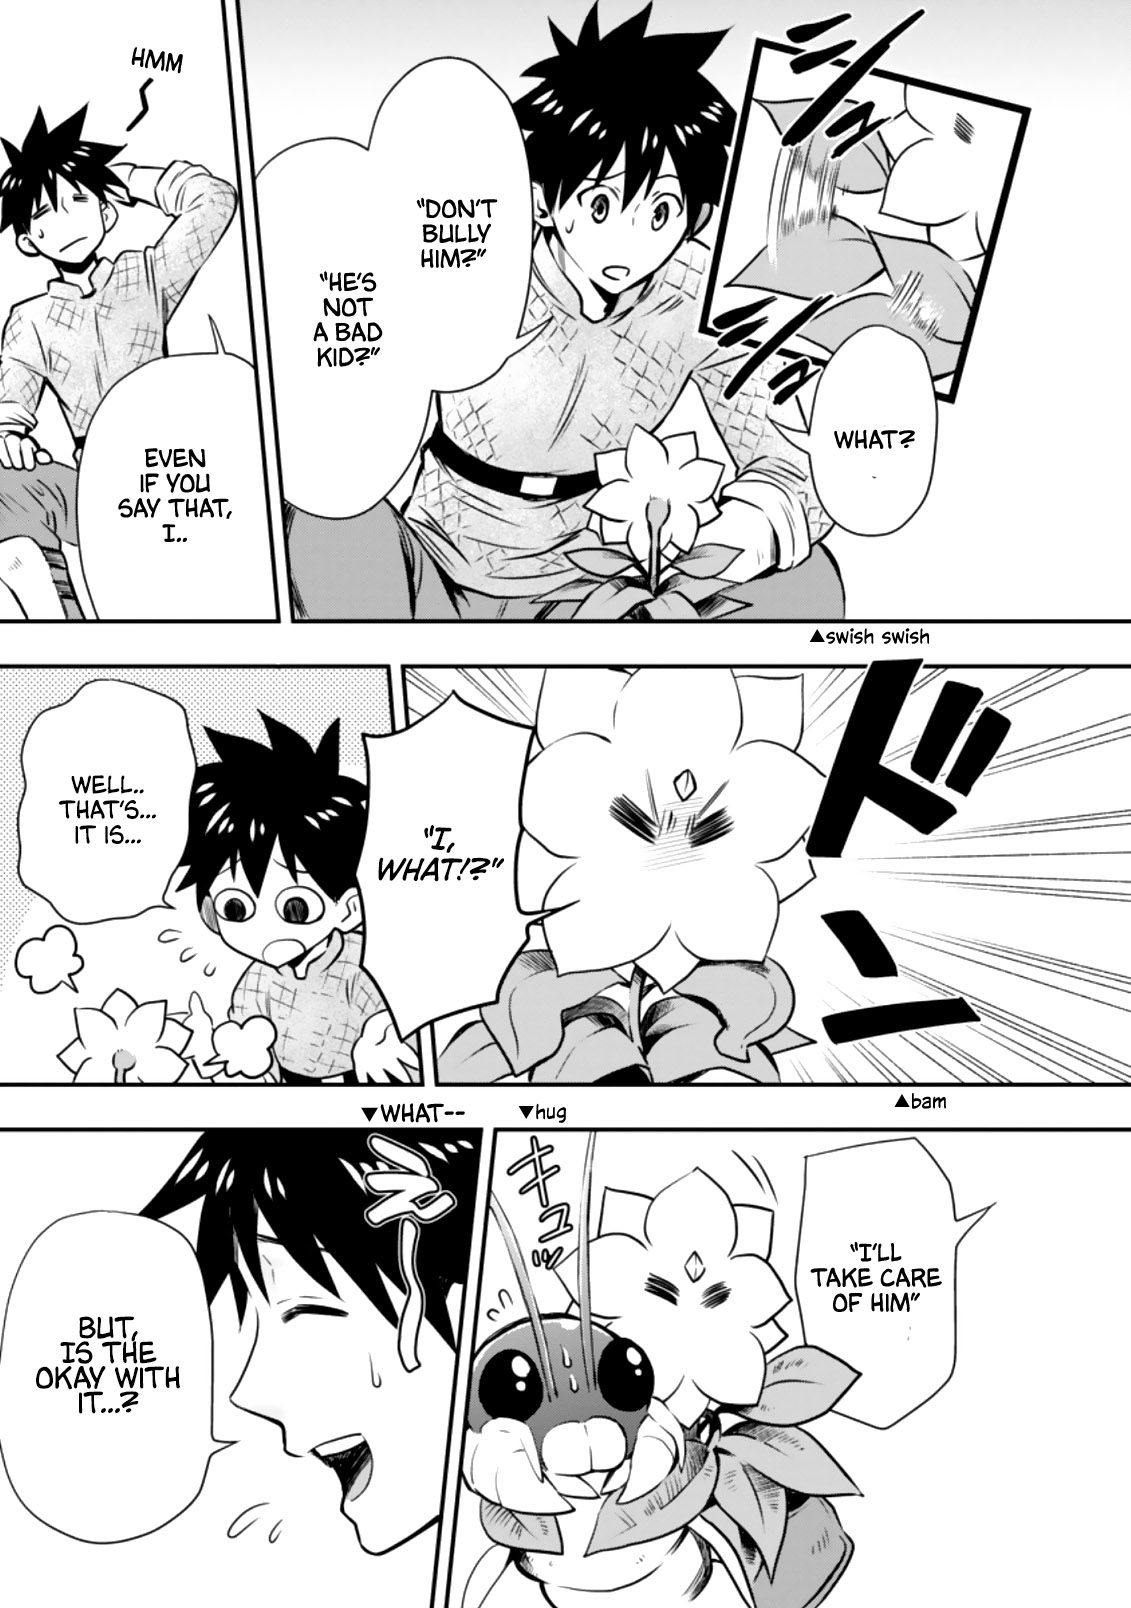 WHAT?
"DON'T
BULLY
HIM?"
"HE'S
NOT
A BAD
KID?"
▲swish swish
HMM
EVEN
IF YOU
SAY THAT,
I..
ド
ン
▲bam
"I,
WHAT!?"
WELL..
THAT'S...
IT IS...
"I'LL
TAKE CARE
OF HIM"
▼hug
キュッ
▼WHAT--
BUT,
IS THE
OKAY WITH
IT...?